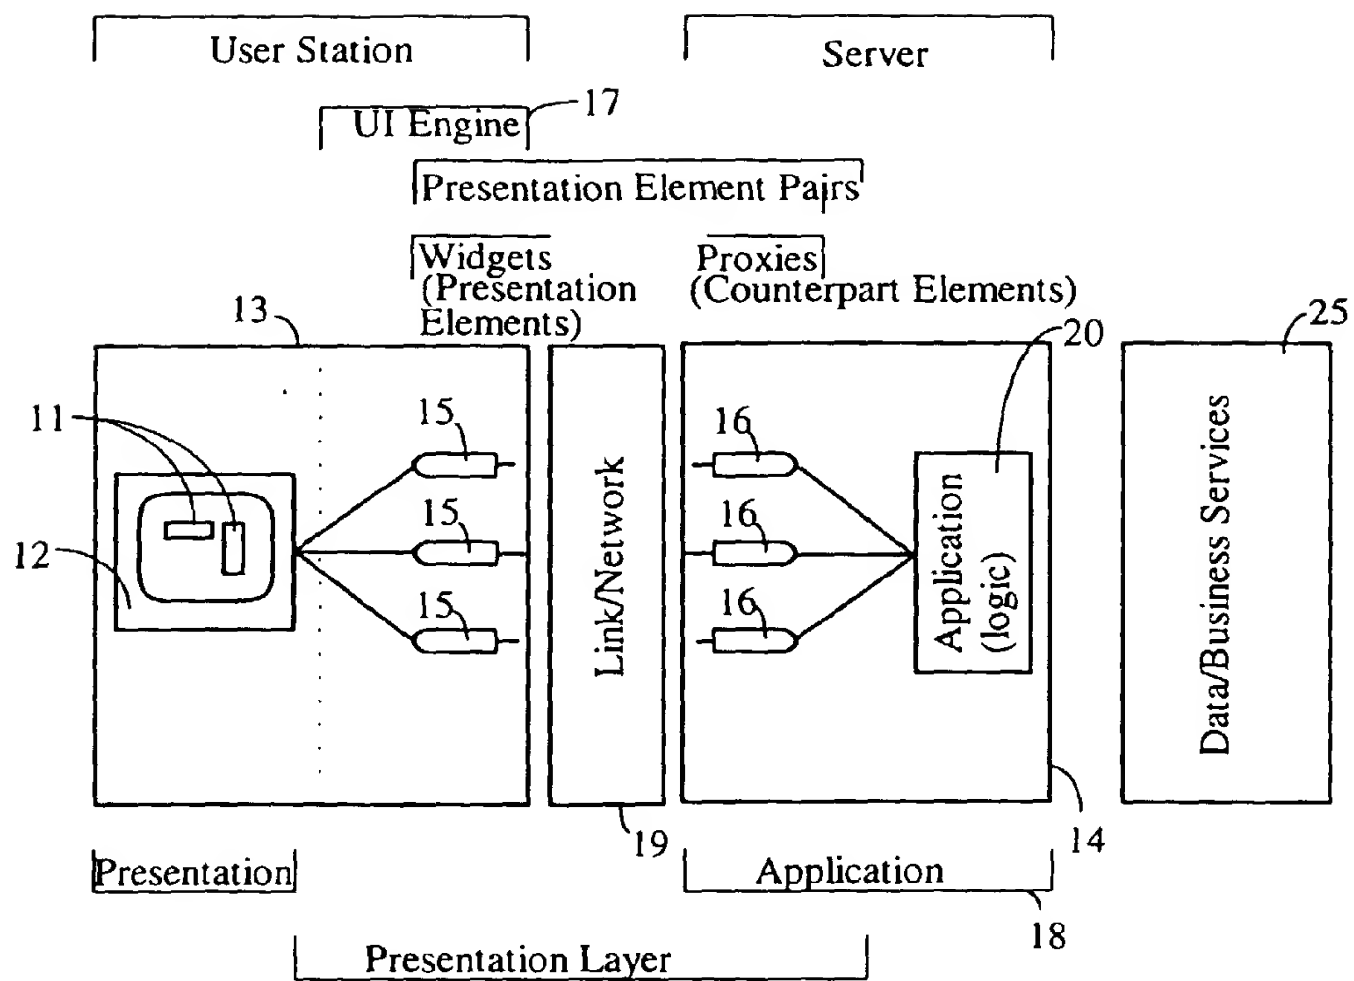 User Station
Server
UI Engine
17
Presentation Element Pairs
Widgets
(Presentation
Elements)
Proxies
(Counterpart Elements)
13
20
25
11
15
16
15
16
12
15
16
Link/Network
Application
(logic)
Data/Business Services
19
14
Presentation
Application
18
Presentation Layer